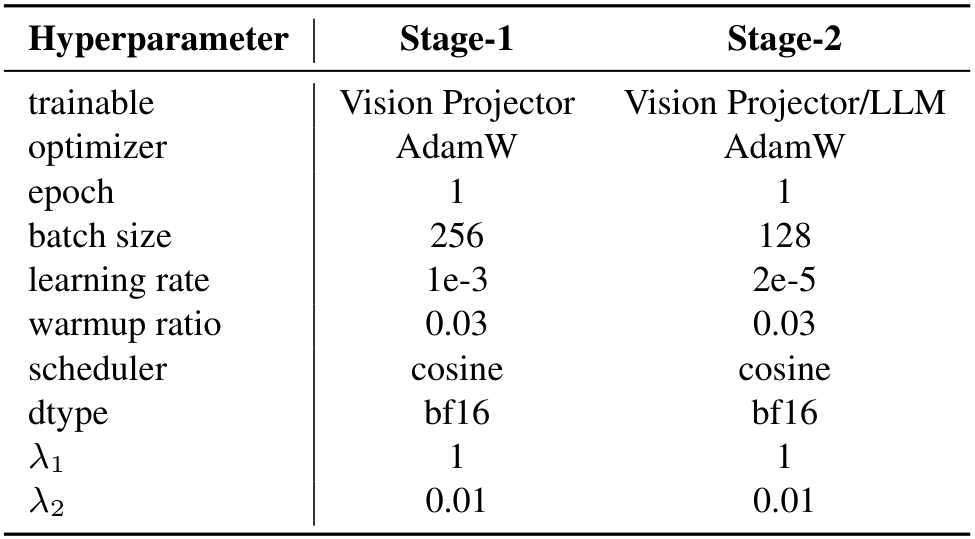 Hyperparameter Stage-1 Stage-2
trainable Vision Projector Vision Projector/LLM
optimizer AdamW AdamW
epoch 1 1
batch size 256 128
learning rate 1e-3 2e-5
warmup ratio 0.03 0.03
scheduler cosine cosine
dtype bf16 bf16
λ₁ 1 1
λ₂ 0.01 0.01